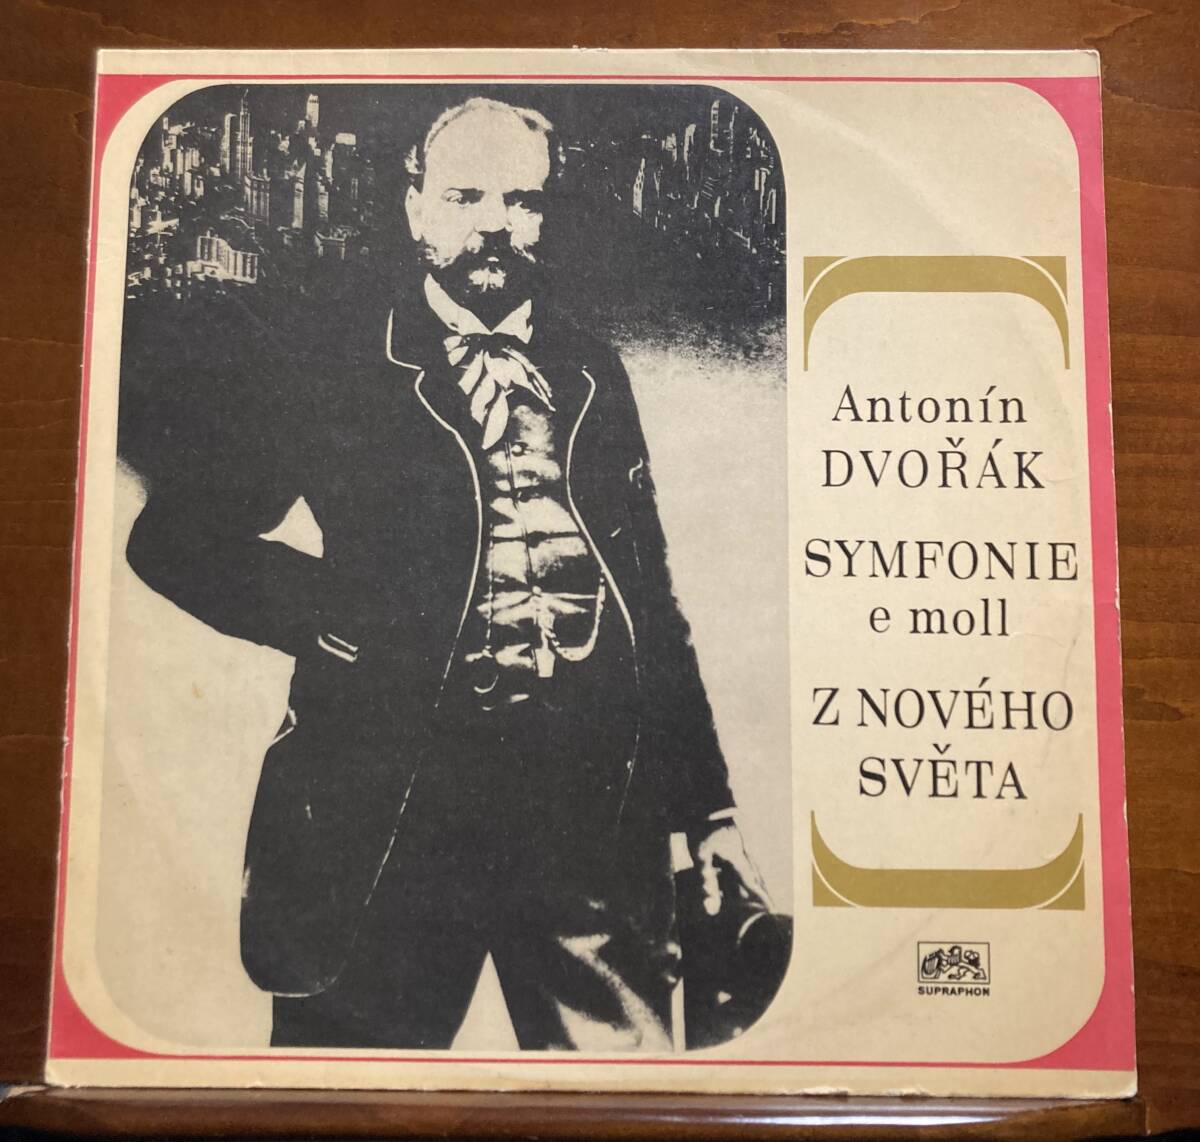 Antonín
DVOŘÁK
SYMFONIE
e moll
Z NOVÉHO
SVĚTA
SUPRAPHON